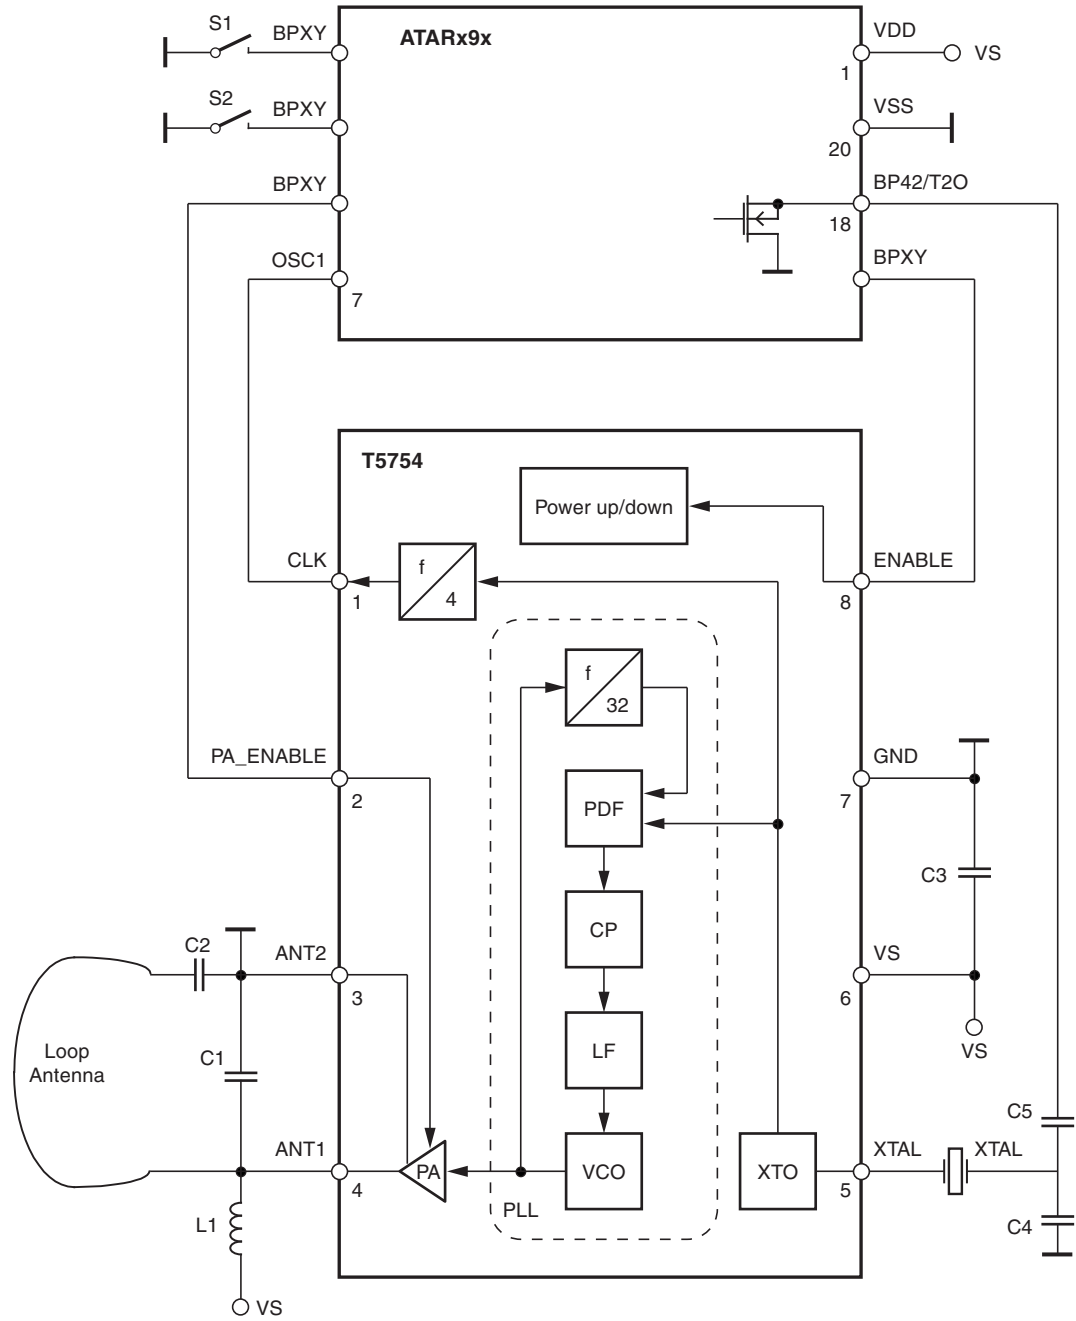 S1
BPXY
ATARx9x
VDD
VS
1
S2
BPXY
VSS
20
BPXY
BP42/T2O
18
OSC1
7
BPXY
T5754
Power up/down
CLK
1
f
4
ENABLE
8
f
32
PA_ENABLE
2
GND
7
PDF
C3
CP
C2
ANT2
3
VS
6
VS
Loop
Antenna
C1
LF
C5
ANT1
4
PA
VCO
XTO
XTAL
5
XTAL
PLL
L1
C4
VS